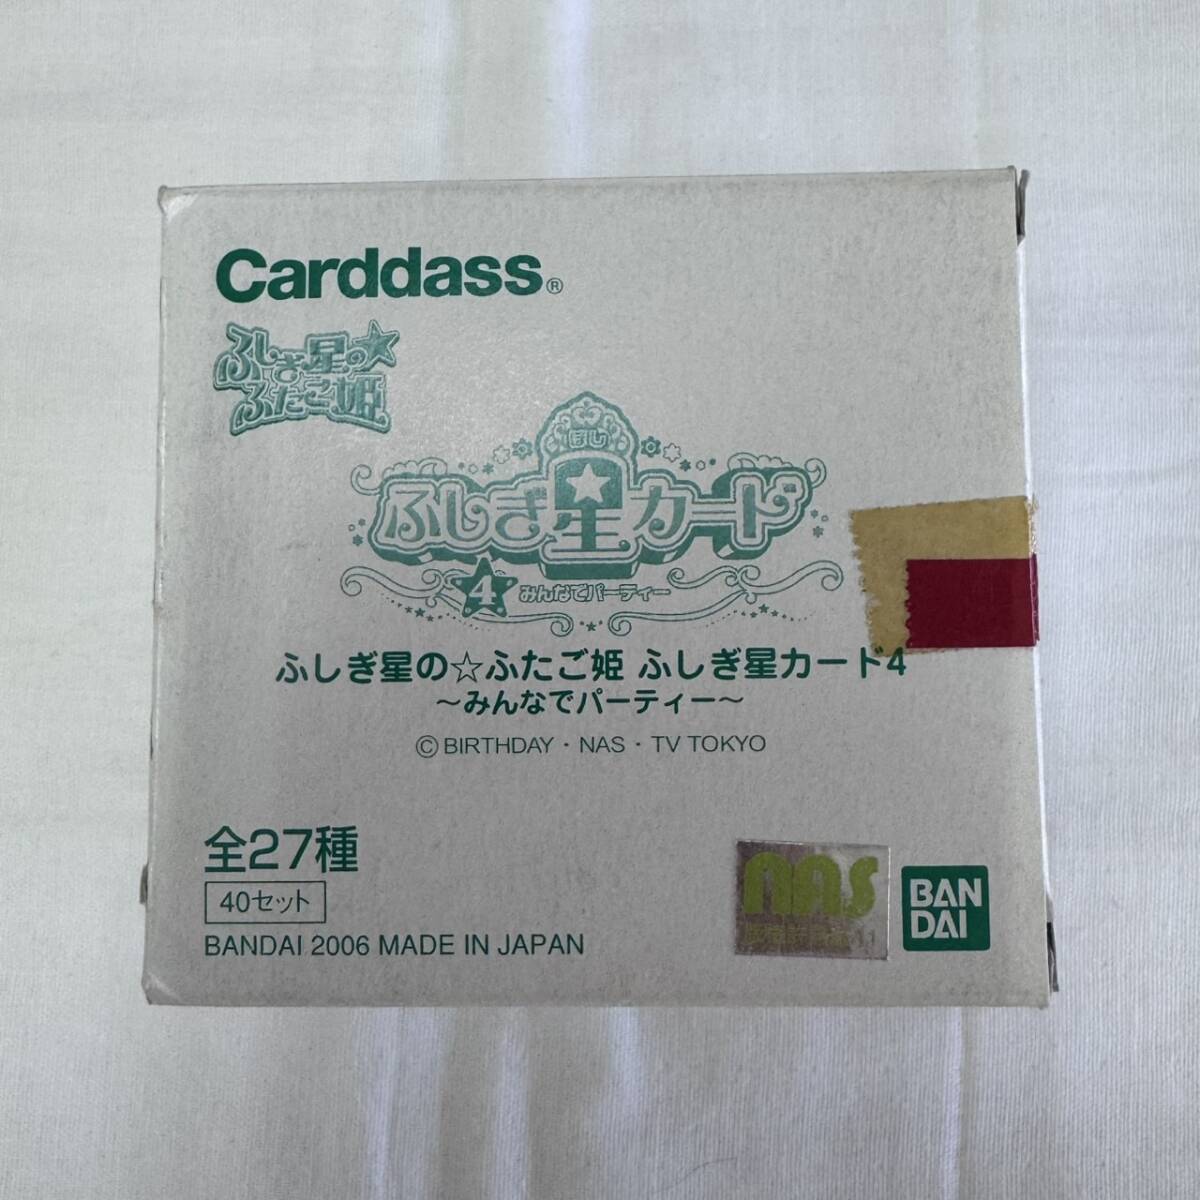 Carddass®
ふしぎ星の☆
ふたご姫
ほし
ふしぎ星カード
4 みんなでパーティー
ふしぎ星の☆ふたご姫 ふしぎ星カード4
～みんなでパーティー～
©BIRTHDAY・NAS・TV TOKYO
全27種
40セット
BANDAI 2006 MADE IN JAPAN
nas
BAN
DAI